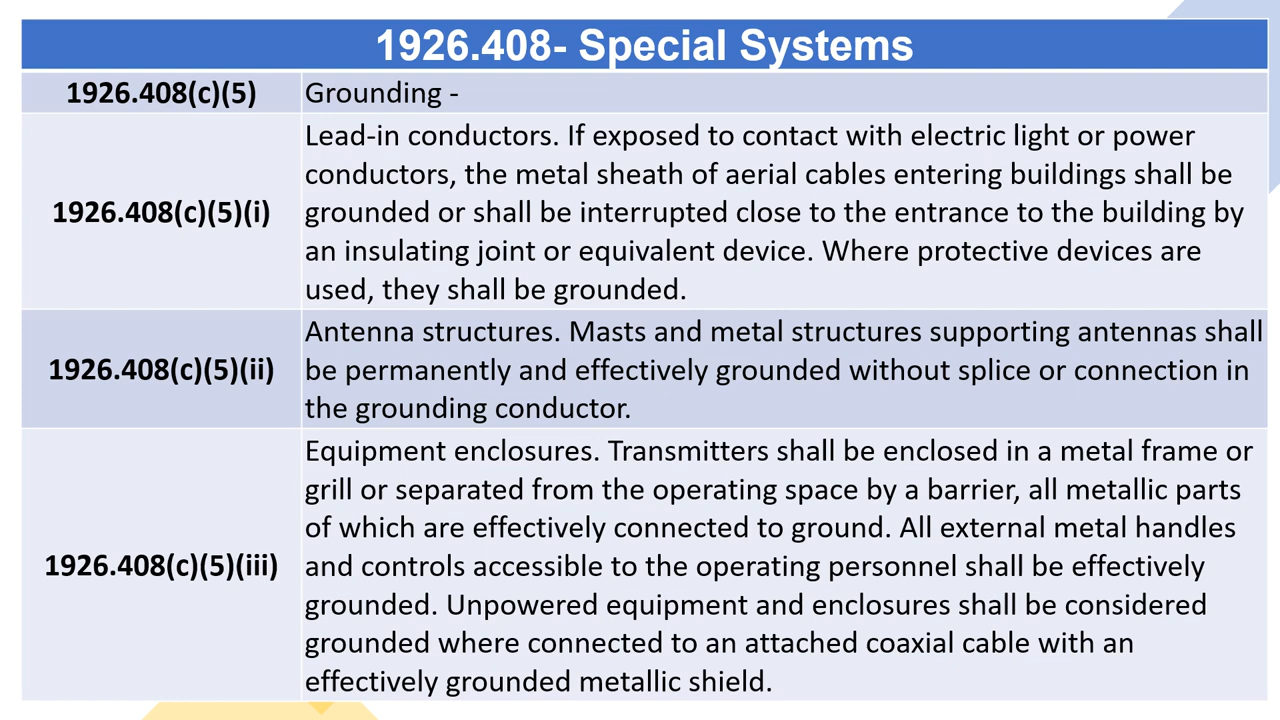 1926.408- Special Systems
1926.408(c)(5)
Grounding -
1926.408(c)(5)(i)
Lead-in conductors. If exposed to contact with electric light or power
conductors, the metal sheath of aerial cables entering buildings shall be
grounded or shall be interrupted close to the entrance to the building by
an insulating joint or equivalent device. Where protective devices are
used, they shall be grounded.
1926.408(c)(5)(ii)
Antenna structures. Masts and metal structures supporting antennas shall
be permanently and effectively grounded without splice or connection in
the grounding conductor.
1926.408(c)(5)(iii)
Equipment enclosures. Transmitters shall be enclosed in a metal frame or
grill or separated from the operating space by a barrier, all metallic parts
of which are effectively connected to ground. All external metal handles
and controls accessible to the operating personnel shall be effectively
grounded. Unpowered equipment and enclosures shall be considered
grounded where connected to an attached coaxial cable with an
effectively grounded metallic shield.